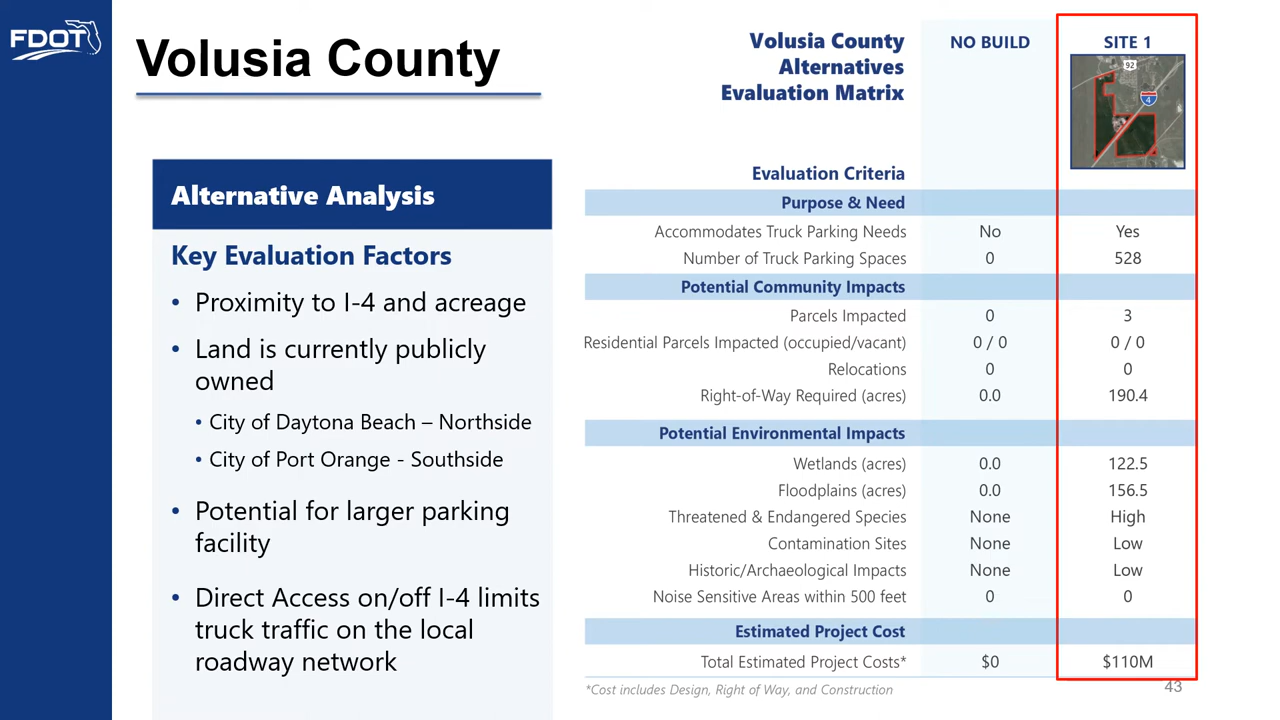 FDOT
Volusia County
Alternative Analysis
Key Evaluation Factors
• Proximity to I-4 and acreage
• Land is currently publicly
owned
• City of Daytona Beach – Northside
• City of Port Orange - Southside
• Potential for larger parking
facility
• Direct Access on/off I-4 limits
truck traffic on the local
roadway network
Volusia County
Alternatives
Evaluation Matrix
NO BUILD
SITE 1
92
4
Evaluation Criteria
Purpose & Need
Accommodates Truck Parking Needs No Yes
Number of Truck Parking Spaces 0 528
Potential Community Impacts
Parcels Impacted 0 3
Residential Parcels Impacted (occupied/vacant) 0 / 0 0 / 0
Relocations 0 0
Right-of-Way Required (acres) 0.0 190.4
Potential Environmental Impacts
Wetlands (acres) 0.0 122.5
Floodplains (acres) 0.0 156.5
Threatened & Endangered Species None High
Contamination Sites None Low
Historic/Archaeological Impacts None Low
Noise Sensitive Areas within 500 feet 0 0
Estimated Project Cost
Total Estimated Project Costs* $0 $110M
*Cost includes Design, Right of Way, and Construction
43